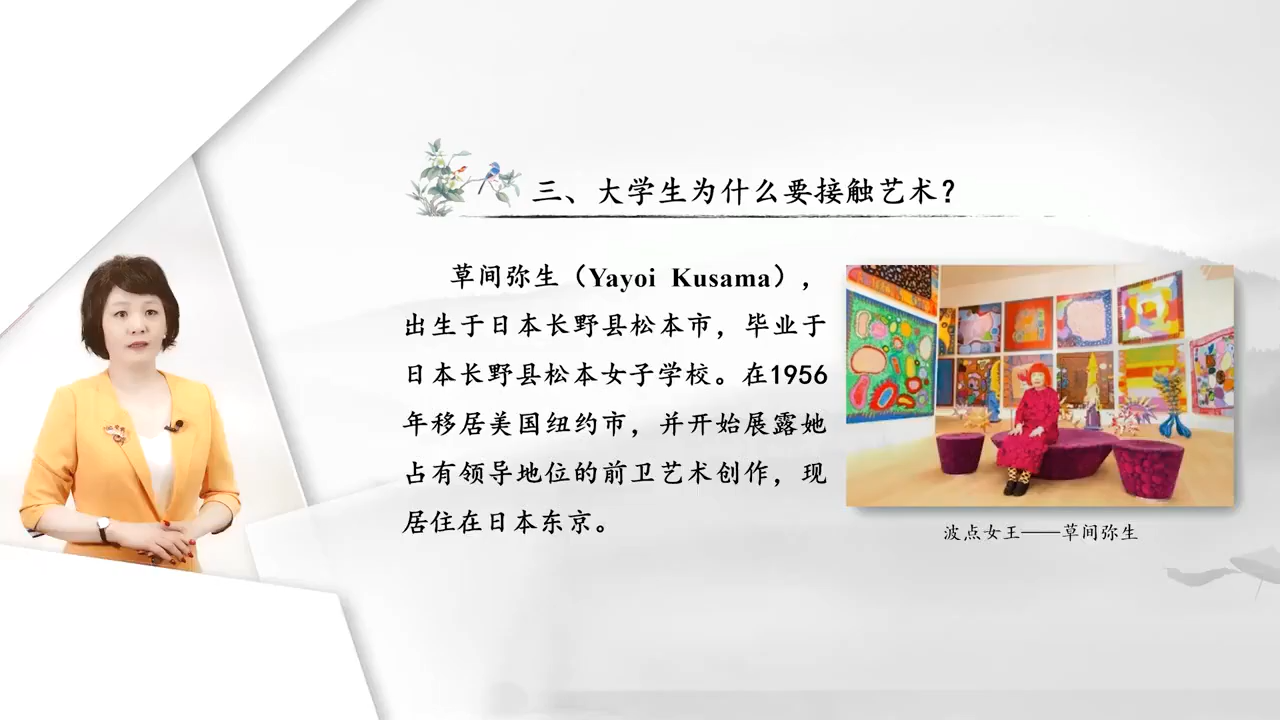 三、大学生为什么要接触艺术？
草间弥生（Yayoi Kusama），
出生于日本长野县松本市，毕业于
日本长野县松本女子学校。在1956
年移居美国纽约市，并开始展露她
占有领导地位的前卫艺术创作，现
居住在日本东京。
波点女王——草间弥生